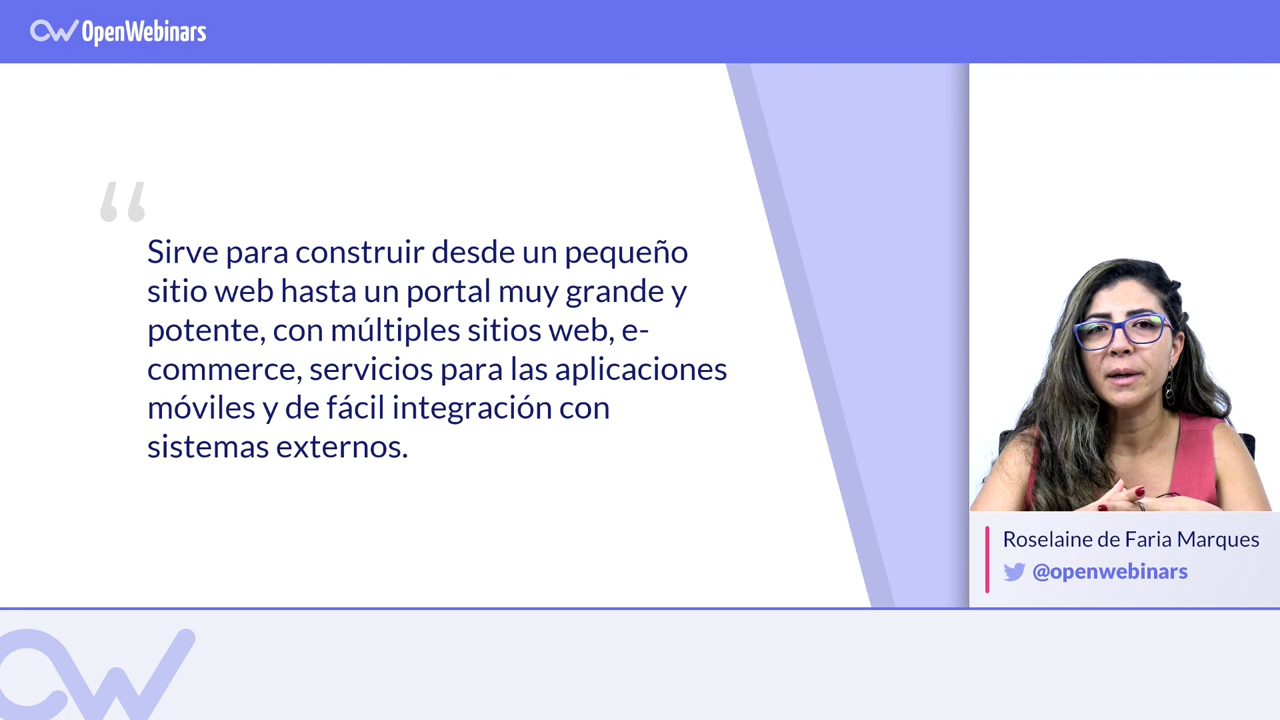 OpenWebinars
“
Sirve para construir desde un pequeño
sitio web hasta un portal muy grande y
potente, con múltiples sitios web, e-
commerce, servicios para las aplicaciones
móviles y de fácil integración con
sistemas externos.
Roselaine de Faria Marques
@openwebinars